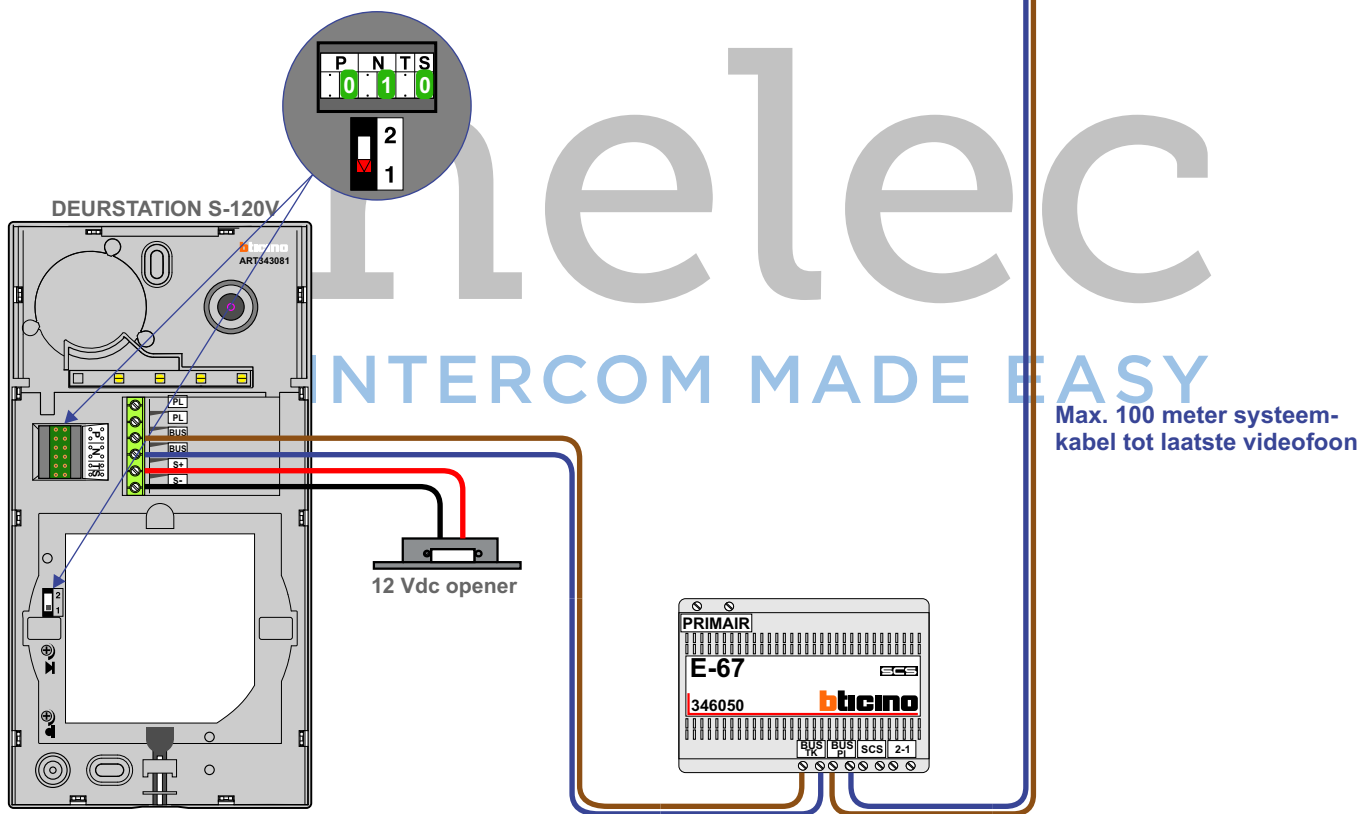 P N T S
0 1 0
2
1
DEURSTATION S-120V
bticino
ART343081
nelec
INTERCOM MADE EASY
PL
PL
BUS
BUS
S+
S-
P N T S
2
1
12 Vdc opener
Max. 100 meter systeem-
kabel tot laatste videofoon
PRIMAIR
E-67
SCS
346050
bticino
BUS TK
BUS PI
SCS
2-1